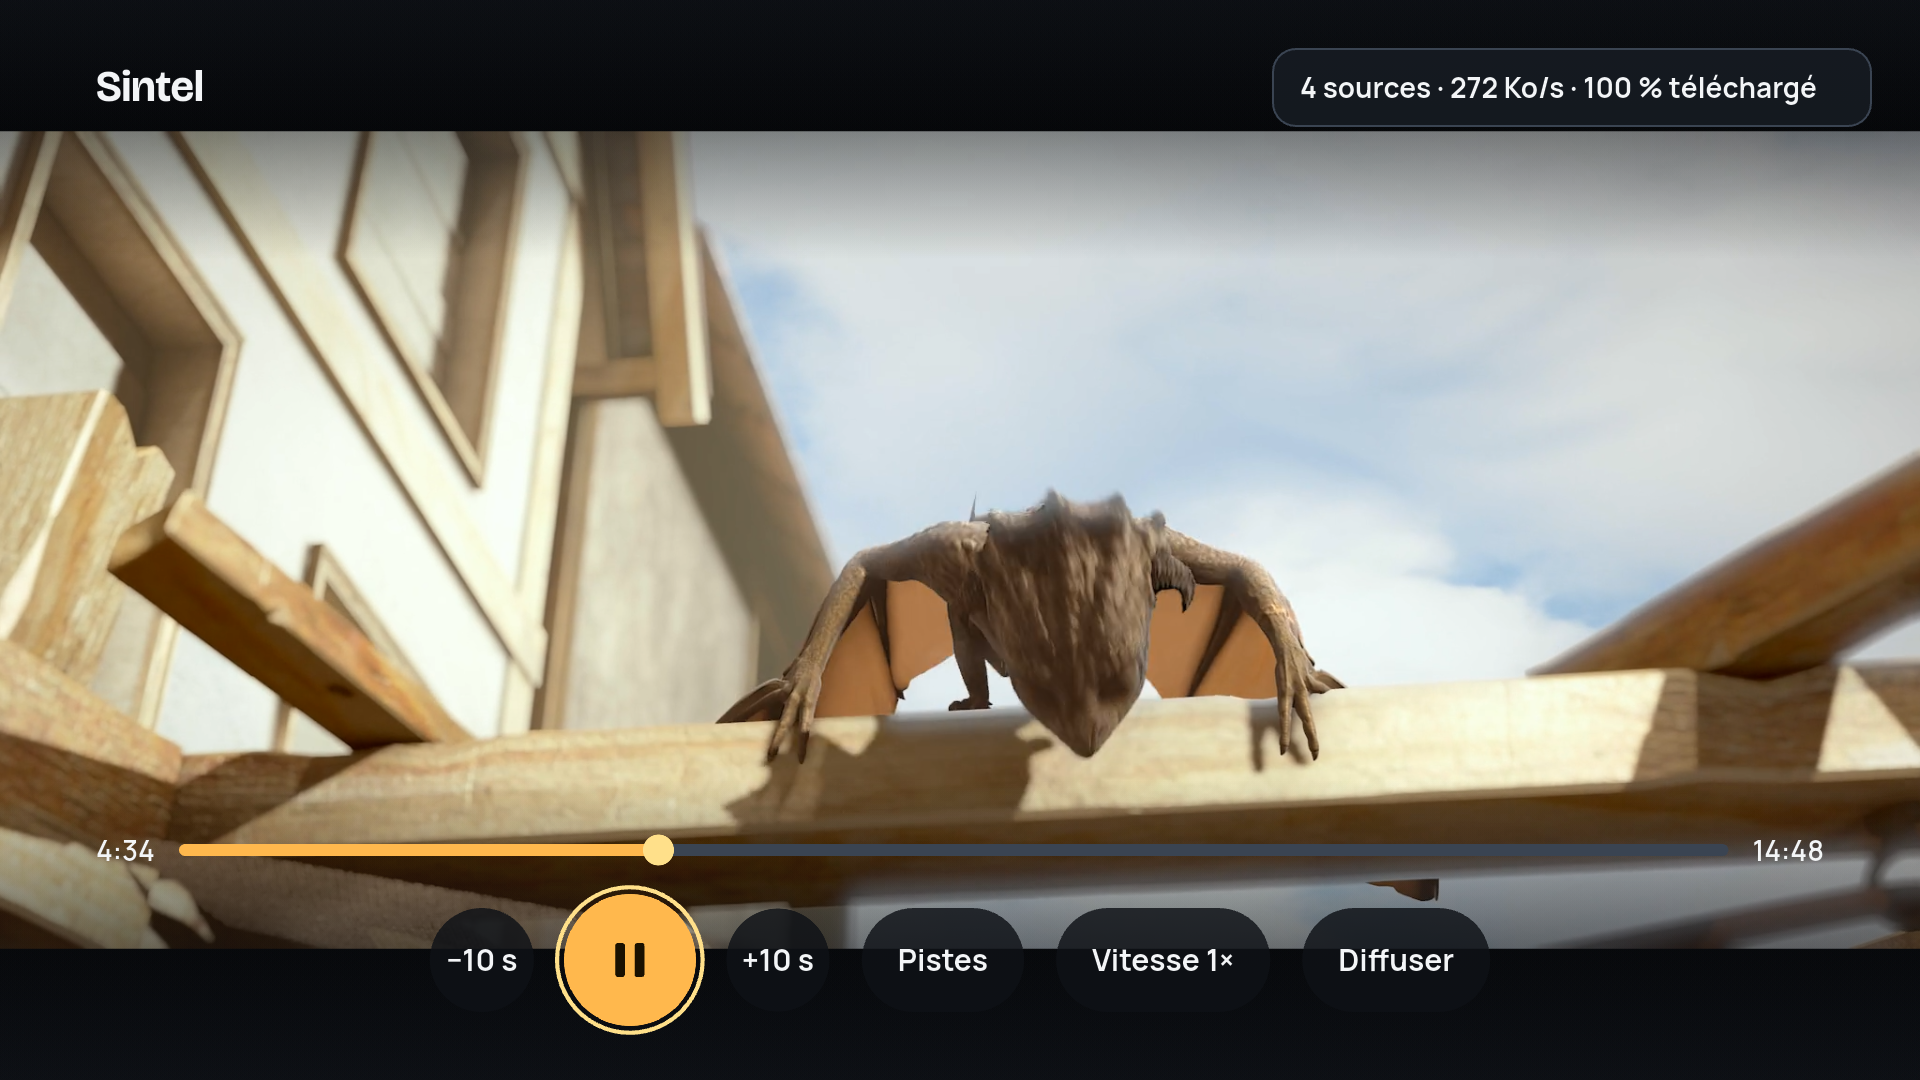 Sintel
4 sources · 272 Ko/s · 100 % téléchargé
4:34
14:48
−10 s
+10 s
Pistes
Vitesse 1×
Diffuser